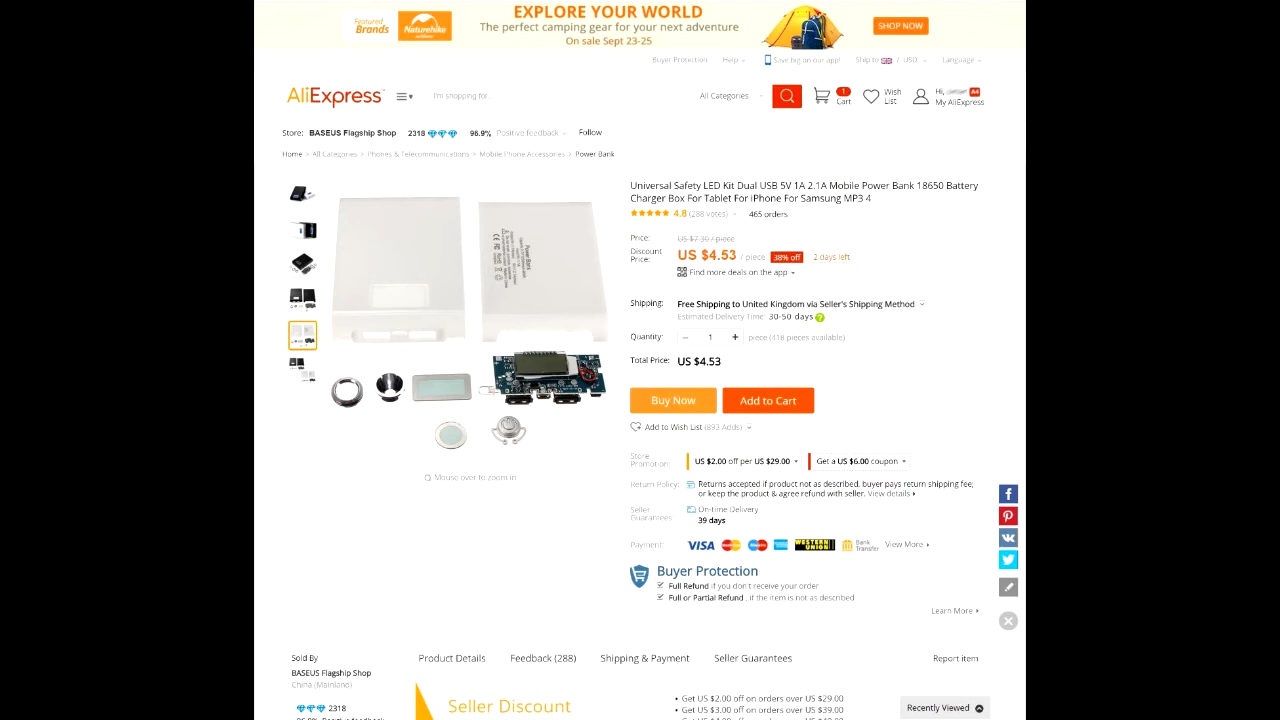 EXPLORE YOUR WORLD
Featured Brands
Naturehike
outdoor
The perfect camping gear for your next adventure
SHOP NOW
On sale Sept 23-25
Buyer Protection Help Save big on our app! Ship to / USD Language
AliExpress
I'm shopping for...
All Categories
1
Cart
Wish List
Hi,
A4
My AliExpress
Store: BASEUS Flagship Shop 2318 96.9% Positive feedback Follow
Home > All Categories > Phones & Telecommunications > Mobile Phone Accessories > Power Bank
Universal Safety LED Kit Dual USB 5V 1A 2.1A Mobile Power Bank 18650 Battery
Charger Box For Tablet For iPhone For Samsung MP3 4
4.8 (288 votes) 465 orders
Price: US $7.30 / piece
Discount Price: US $4.53 / piece 38% off 2 days left
Find more deals on the app
Power Bank
Shipping: Free Shipping to United Kingdom via Seller's Shipping Method
Estimated Delivery Time: 30-50 days ?
Quantity: – 1 + piece (418 pieces available)
Total Price: US $4.53
Buy Now Add to Cart
Add to Wish List (893 Adds)
Store Promotion: US $2.00 off per US $29.00 Get a US $6.00 coupon
Mouse over to zoom in
Return Policy: Returns accepted if product not as described, buyer pays return shipping fee;
or keep the product & agree refund with seller. View details
Seller Guarantees: On-time Delivery
39 days
Payment: VISA WESTERN UNION Bank Transfer View More
Buyer Protection
Full Refund if you don't receive your order
Full or Partial Refund , if the item is not as described
Learn More
Sold By
BASEUS Flagship Shop
China (Mainland)
2318
96.9% Positive feedback
Product Details Feedback (288) Shipping & Payment Seller Guarantees Report item
Seller Discount
• Get US $2.00 off on orders over US $29.00
• Get US $3.00 off on orders over US $39.00
Recently Viewed